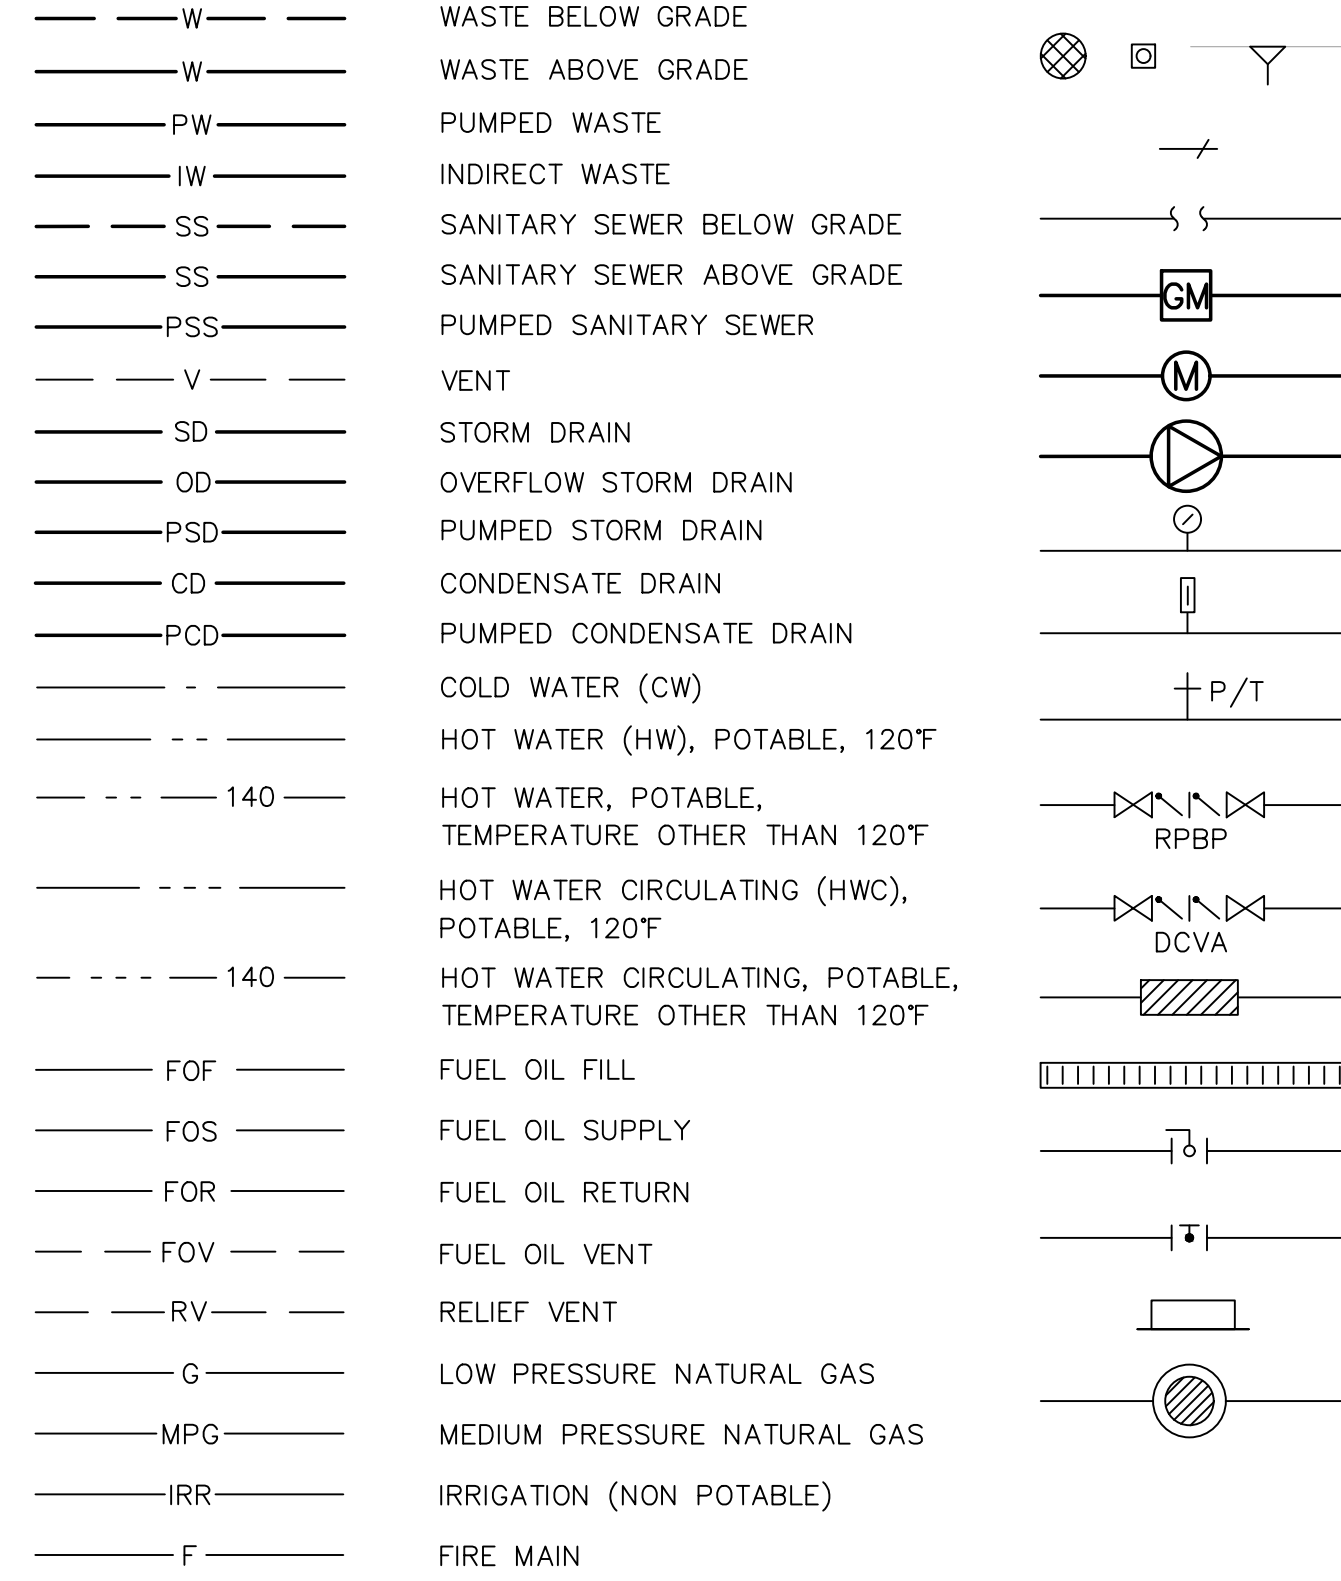 W WASTE BELOW GRADE
W WASTE ABOVE GRADE
PW PUMPED WASTE
IW INDIRECT WASTE
SS SANITARY SEWER BELOW GRADE
SS SANITARY SEWER ABOVE GRADE
PSS PUMPED SANITARY SEWER
V VENT
SD STORM DRAIN
OD OVERFLOW STORM DRAIN
PSD PUMPED STORM DRAIN
CD CONDENSATE DRAIN
PCD PUMPED CONDENSATE DRAIN
COLD WATER (CW)
HOT WATER (HW), POTABLE, 120°F
140 HOT WATER, POTABLE,
TEMPERATURE OTHER THAN 120°F
HOT WATER CIRCULATING (HWC),
POTABLE, 120°F
140 HOT WATER CIRCULATING, POTABLE,
TEMPERATURE OTHER THAN 120°F
FOF FUEL OIL FILL
FOS FUEL OIL SUPPLY
FOR FUEL OIL RETURN
FOV FUEL OIL VENT
RV RELIEF VENT
G LOW PRESSURE NATURAL GAS
MPG MEDIUM PRESSURE NATURAL GAS
IRR IRRIGATION (NON POTABLE)
F FIRE MAIN
GM
M
P/T
RPBP
DCVA